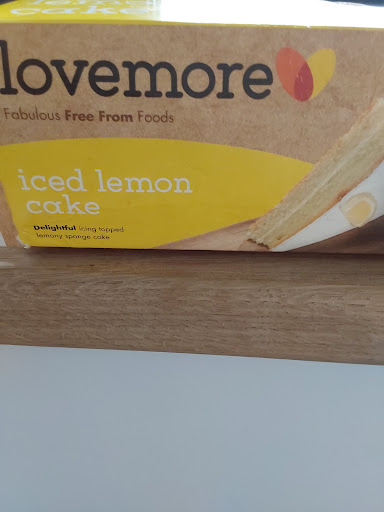 lovemore
Fabulous Free From Foods
iced lemon
cake
Delightful icing topped
lemony sponge cake